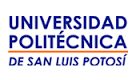 UNIVERSIDAD
POLITÉCNICA
DE SAN LUIS POTOSÍ